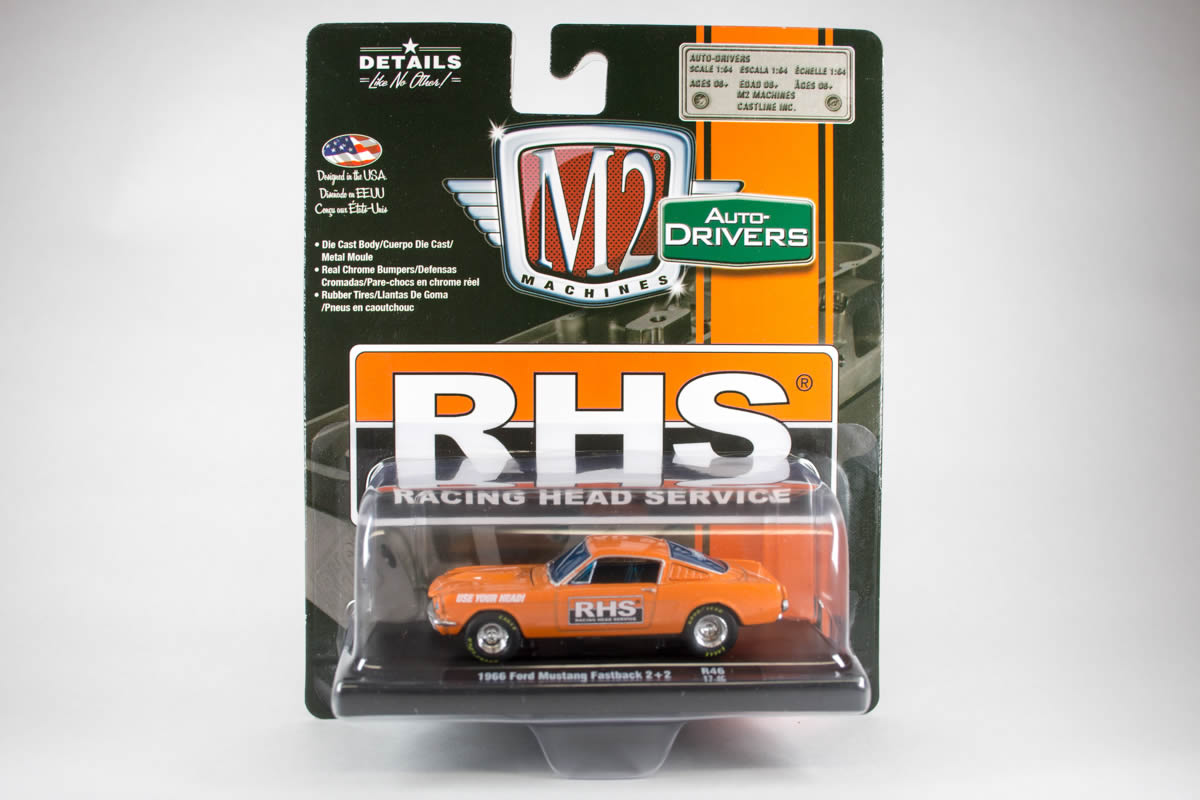 ★
DETAILS
Like No Other!
AUTO-DRIVERS
SCALE 1:64 ESCALA 1:64 ÉCHELLE 1:64
AGES 08+ EDAD 08+ ÂGES 08+
M2 MACHINES
CASTLINE INC.
Designed in the USA
Diseñado en EEUU
Conçu aux États-Unis
M2®
MACHINES
AUTO-
DRIVERS
• Die Cast Body/Cuerpo Die Cast/
Metal Moule
• Real Chrome Bumpers/Defensas
Cromadas/Pare-chocs en chrome réel
• Rubber Tires/Llantas De Goma
/Pneus en caoutchouc
RHS®
RACING HEAD SERVICE
USE YOUR HEAD!
RHS
RACING HEAD SERVICE
GOODYEAR
EAGLE
1966 Ford Mustang Fastback 2+2
R46
17-46